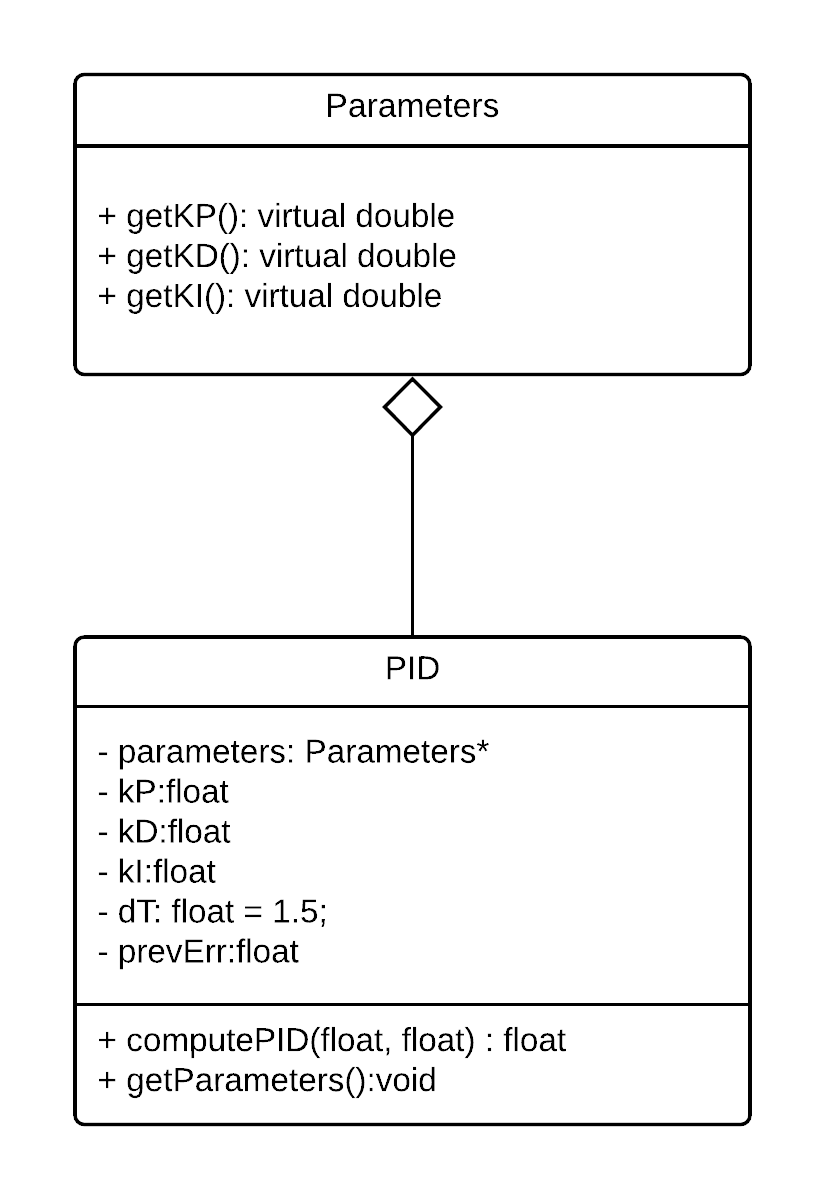 Parameters
+ getKP(): virtual double
+ getKD(): virtual double
+ getKI(): virtual double
PID
- parameters: Parameters*
- kP:float
- kD:float
- kI:float
- dT: float = 1.5;
- prevErr:float
+ computePID(float, float) : float
+ getParameters():void